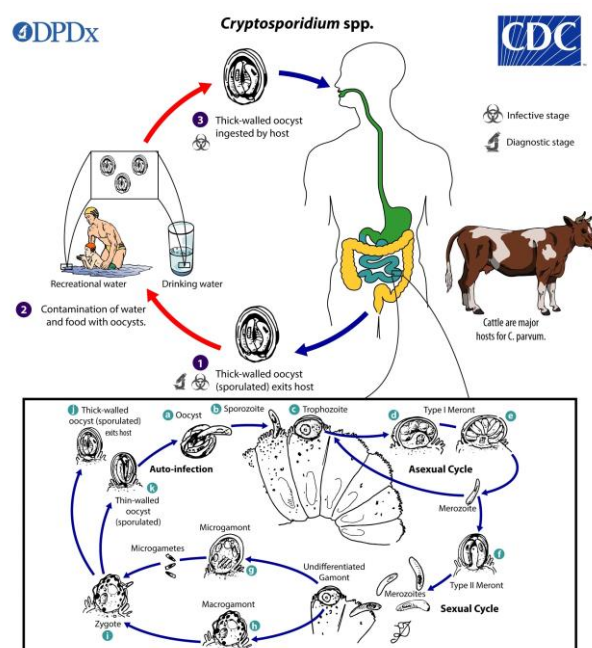 DPDx
Cryptosporidium spp.
CDC
3 Thick-walled oocyst
ingested by host
Infective stage
Diagnostic stage
Recreational water
Drinking water
2 Contamination of water
and food with oocysts.
Cattle are major
hosts for C. parvum.
1
Thick-walled oocyst
(sporulated) exits host
j Thick-walled
oocyst (sporulated)
exits host
a Oocyst
b Sporozoite
c Trophozoite
d Type I Meront e
Auto-infection
Asexual Cycle
k
Thin-walled
oocyst
(sporulated)
Merozoite
Microgametes
Microgamont
g
Undifferentiated
Gamont
f
Type II Meront
Merozoites
Sexual Cycle
Macrogamont
h
Zygote
i